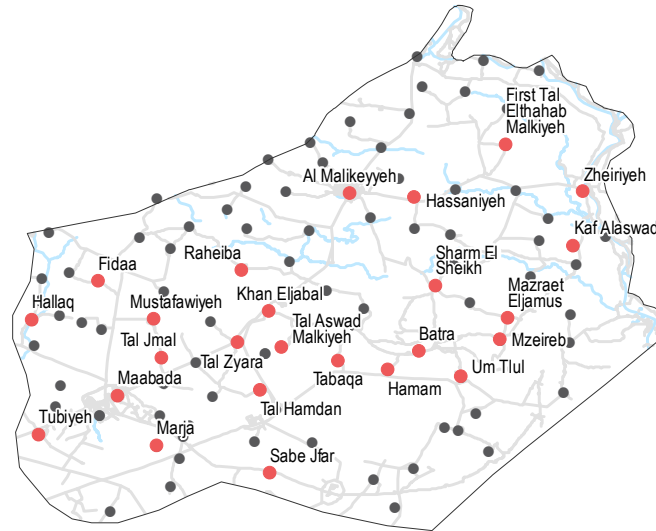 First Tal
Elthahab
Malkiyeh
Al Malikeyyeh
Zheiriyeh
Hassaniyeh
Kaf Alaswad
Raheiba
Sharm El
Sheikh
Fidaa
Mazraet
Eljamus
Hallaq
Mustafawiyeh
Khan Eljabal
Tal Aswad
Malkiyeh
Tal Jmal
Tal Zyara
Batra
Mzeireb
Maabada
Tabaqa
Hamam
Um Tlul
Tubiyeh
Marja
Tal Hamdan
Sabe Jfar